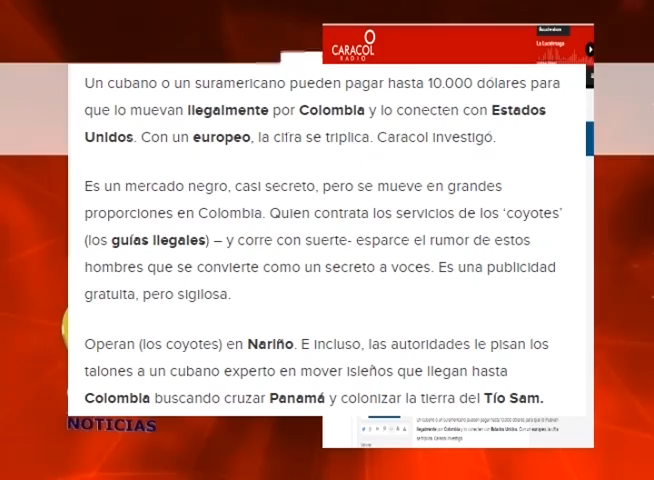 CARACOL
RADIO
La Luciérnaga
Un cubano o un suramericano pueden pagar hasta 10.000 dólares para
que lo muevan ilegalmente por Colombia y lo conecten con Estados
Unidos. Con un europeo, la cifra se triplica. Caracol investigó.
Es un mercado negro, casi secreto, pero se mueve en grandes
proporciones en Colombia. Quien contrata los servicios de los ‘coyotes’
(los guías ilegales) – y corre con suerte- esparce el rumor de estos
hombres que se convierte como un secreto a voces. Es una publicidad
gratuita, pero sigilosa.
Operan (los coyotes) en Nariño. E incluso, las autoridades le pisan los
talones a un cubano experto en mover isleños que llegan hasta
Colombia buscando cruzar Panamá y colonizar la tierra del Tío Sam.
NOTICIAS